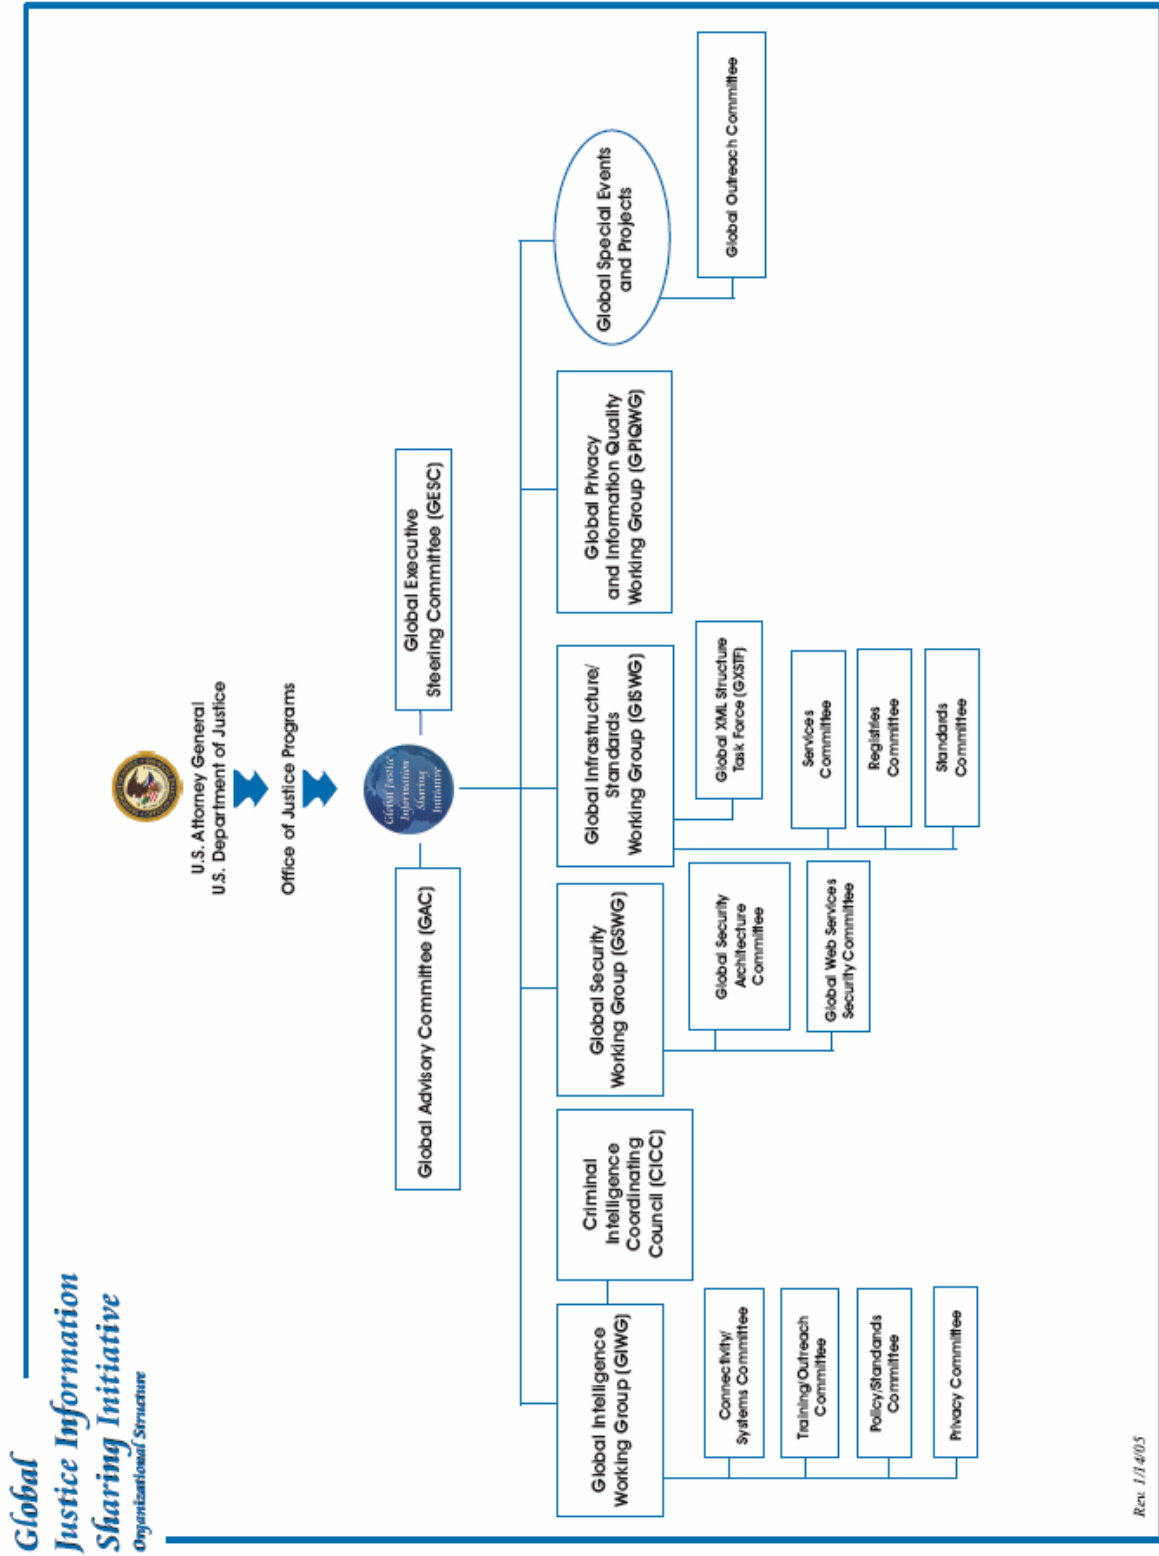 Global
Justice Information
Sharing Initiative
Organizational Structure
U.S. Attorney General
U.S. Department of Justice
Office of Justice Programs
Global Advisory Committee (GAC)
Global Justice
Information
Sharing
Initiative
Global Executive
Steering Committee (GESC)
Global Intelligence
Working Group (GIWG)
Criminal
Intelligence
Coordinating
Council (CICC)
Global Security
Working Group (GSWG)
Global Infrastructure/
Standards
Working Group (GISWG)
Global Privacy
and Information Quality
Working Group (GPIQWG)
Global Special Events
and Projects
Connectivity/
Systems Committee
Training/Outreach
Committee
Policy/Standards
Committee
Privacy Committee
Global Security
Architecture
Committee
Global Web Services
Security Committee
Global XML Structure
Task Force (GXSTF)
Services
Committee
Registries
Committee
Standards
Committee
Global Outreach Committee
Rev. 1/14/05